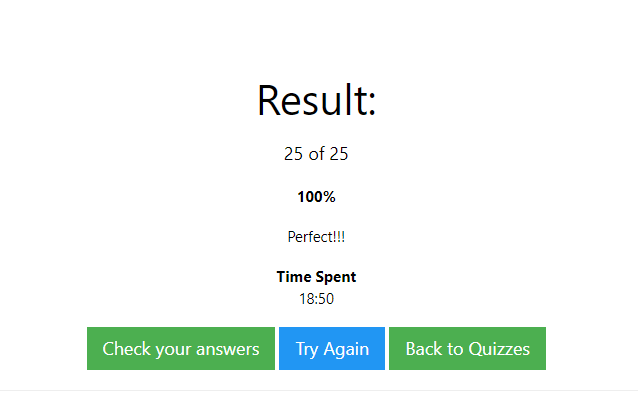 Result:
25 of 25
100%
Perfect!!!
Time Spent
18:50
Check your answers Try Again Back to Quizzes